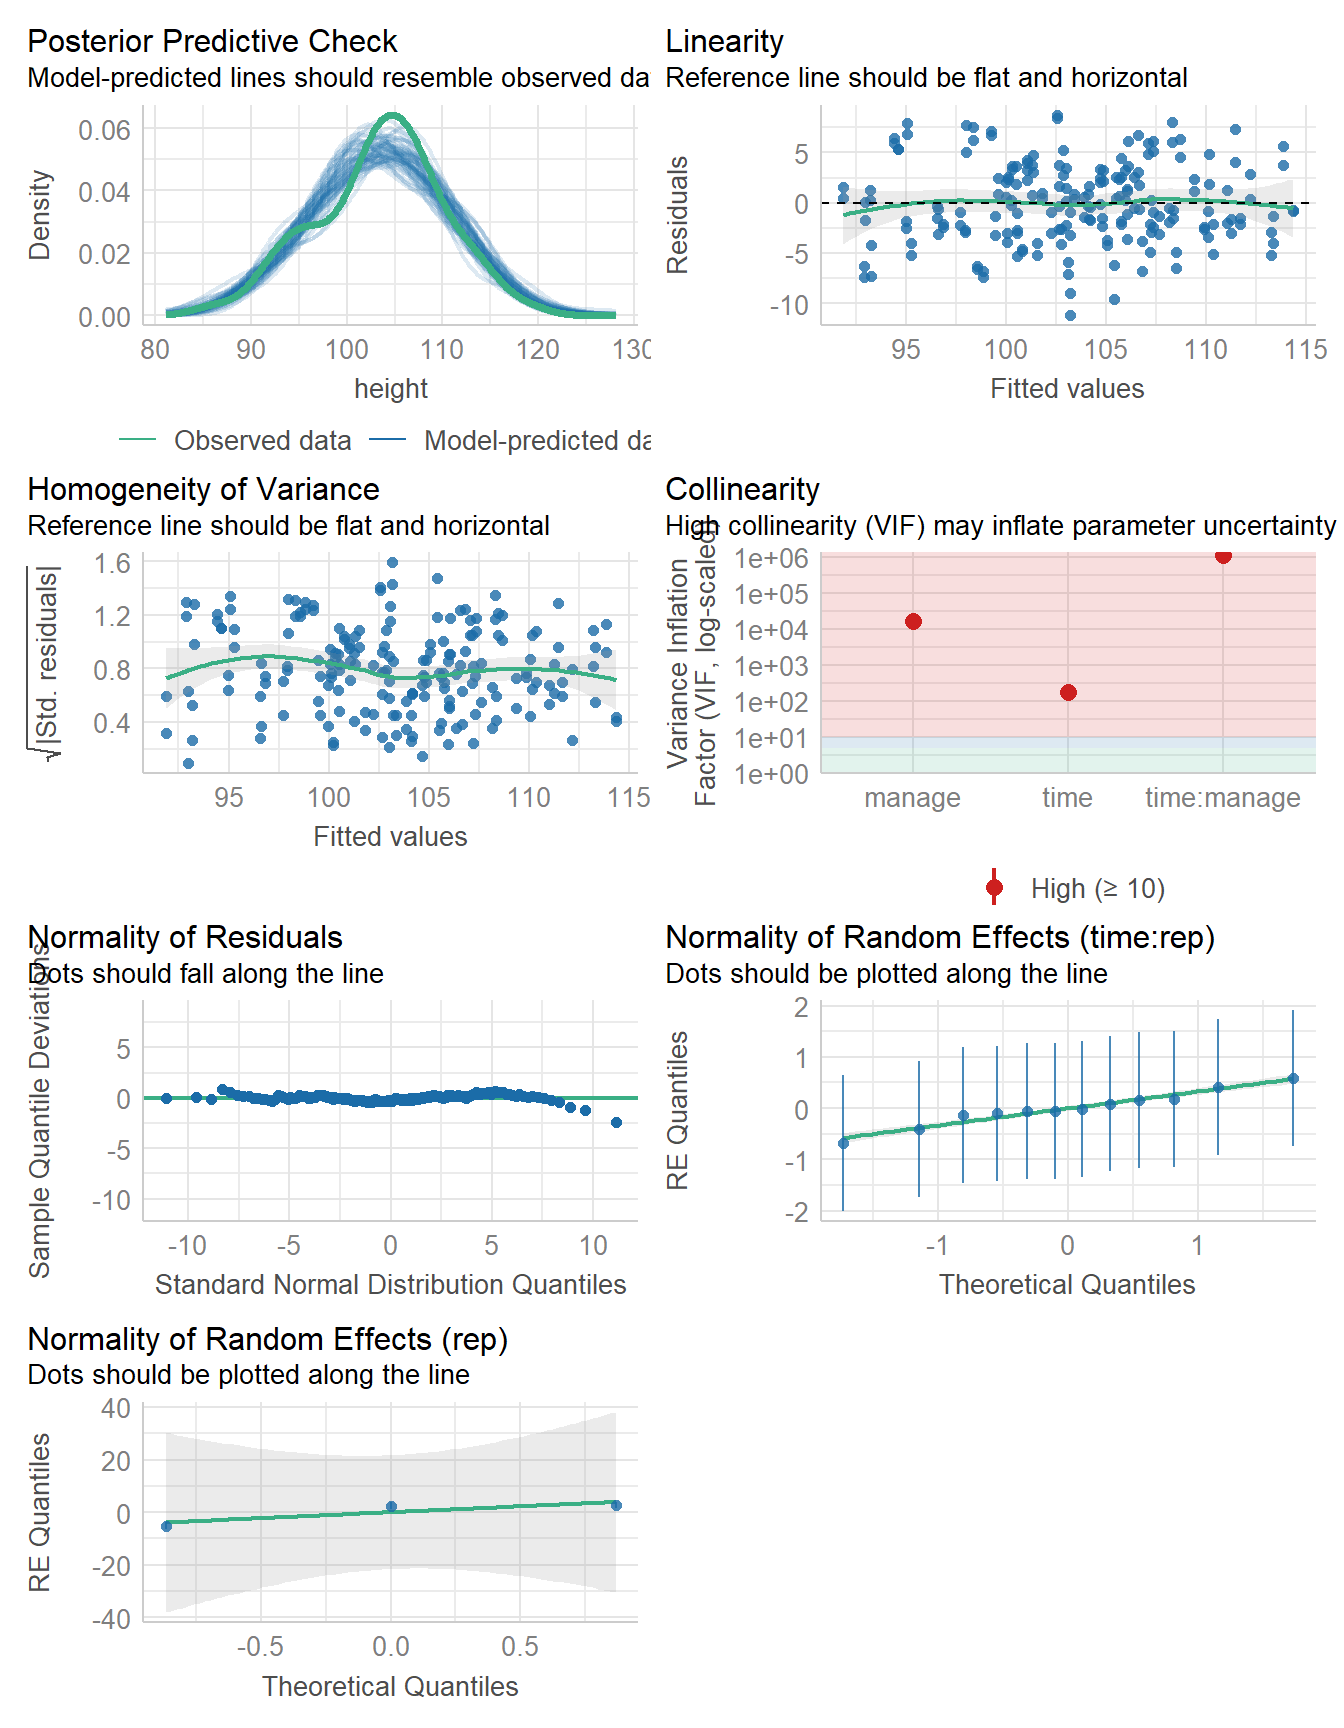 Posterior Predictive Check
Model-predicted lines should resemble observed da
Density
0.06
0.04
0.02
0.00
80 90 100 110 120 130
height
Observed data Model-predicted da
Linearity
Reference line should be flat and horizontal
Residuals
5
0
-5
-10
95 100 105 110 115
Fitted values
Homogeneity of Variance
Reference line should be flat and horizontal
√|Std. residuals|
1.6
1.2
0.8
0.4
95 100 105 110 115
Fitted values
Collinearity
High collinearity (VIF) may inflate parameter uncertainty
Variance Inflation
Factor (VIF, log-scaled)
1e+06
1e+05
1e+04
1e+03
1e+02
1e+01
1e+00
manage time time:manage
High (≥ 10)
Normality of Residuals
Dots should fall along the line
Sample Quantile Deviations
5
0
-5
-10
-10 -5 0 5 10
Standard Normal Distribution Quantiles
Normality of Random Effects (time:rep)
Dots should be plotted along the line
RE Quantiles
2
1
0
-1
-2
-1 0 1
Theoretical Quantiles
Normality of Random Effects (rep)
Dots should be plotted along the line
RE Quantiles
40
20
0
-20
-40
-0.5 0.0 0.5
Theoretical Quantiles